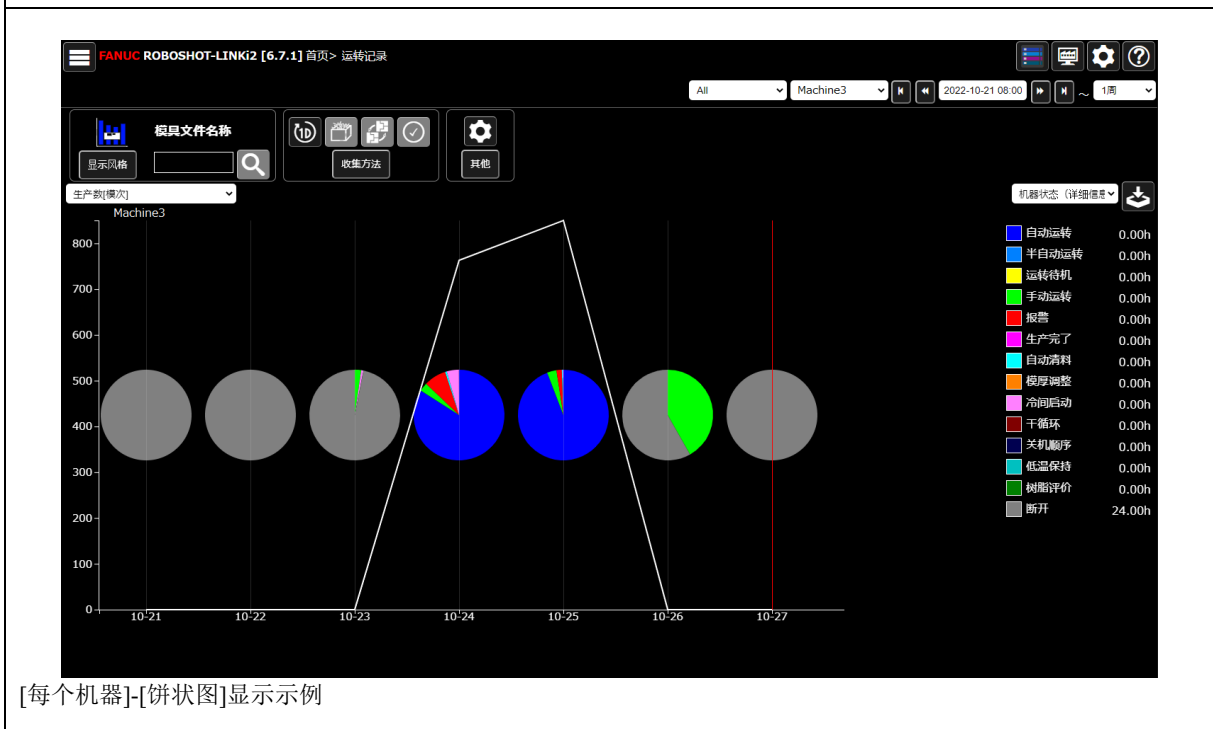 FANUC ROBOSHOT-LINKi2 [6.7.1] 首页> 运转记录
All Machine3 2022-10-21 08:00 ～ 1周
模具文件名称 1D
显示风格 收集方法 其他
生产数[模次] 机器状态（详细信息
Machine3
800
700
600
500
400
300
200
100
0
10-21 10-22 10-23 10-24 10-25 10-26 10-27
自动运转 0.00h
半自动运转 0.00h
运转待机 0.00h
手动运转 0.00h
报警 0.00h
生产完了 0.00h
自动清料 0.00h
模厚调整 0.00h
冷间启动 0.00h
干循环 0.00h
关机顺序 0.00h
低温保持 0.00h
树脂评价 0.00h
断开 24.00h
[每个机器]-[饼状图]显示示例